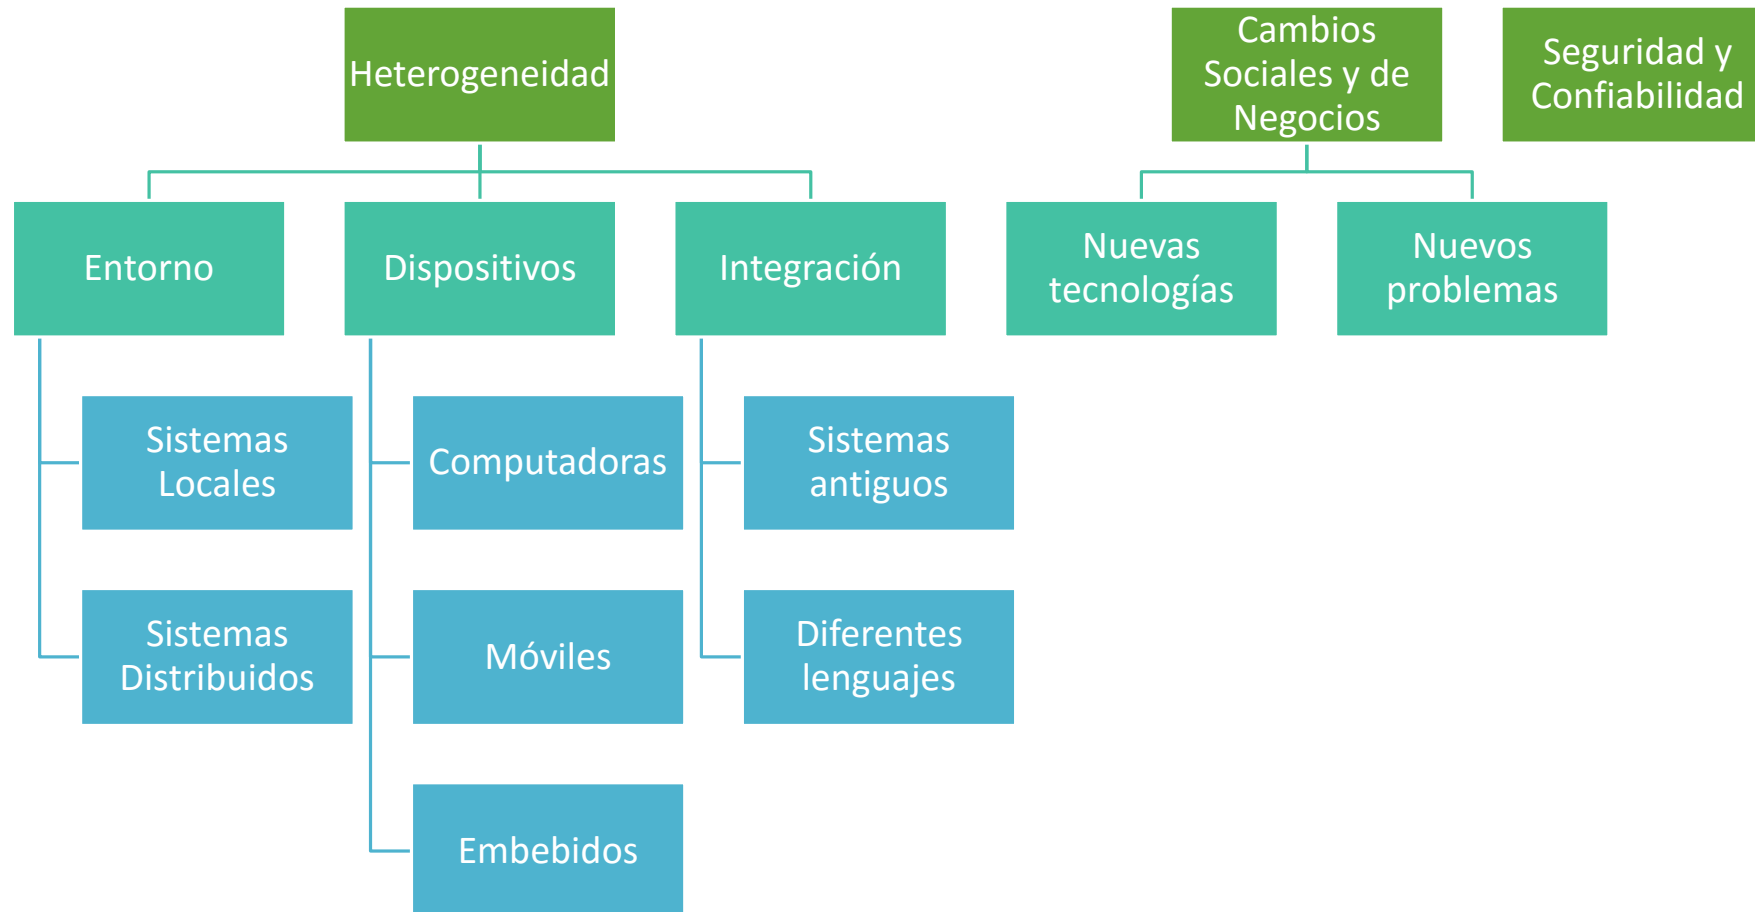 Heterogeneidad
Cambios
Sociales y de
Negocios
Seguridad y
Confiabilidad
Entorno
Dispositivos
Integración
Nuevas
tecnologías
Nuevos
problemas
Sistemas
Locales
Computadoras
Sistemas
antiguos
Sistemas
Distribuidos
Móviles
Diferentes
lenguajes
Embebidos